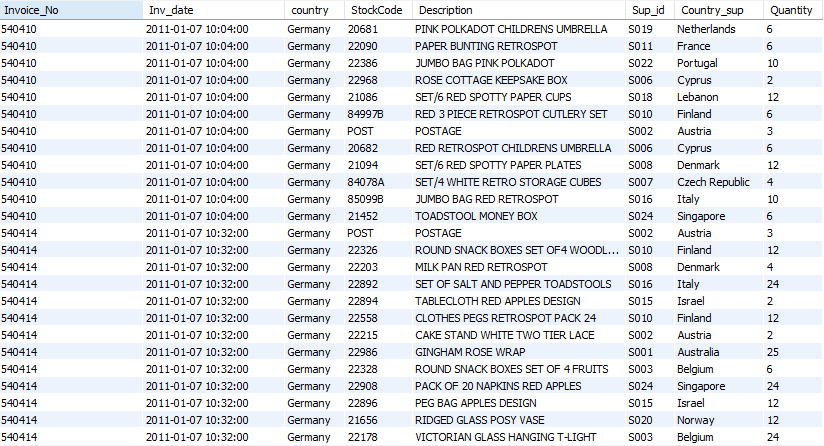 Invoice_No Inv_date country StockCode Description Sup_id Country_sup Quantity
540410 2011-01-07 10:04:00 Germany 20681 PINK POLKADOT CHILDRENS UMBRELLA S019 Netherlands 6
540410 2011-01-07 10:04:00 Germany 22090 PAPER BUNTING RETROSPOT S011 France 6
540410 2011-01-07 10:04:00 Germany 22386 JUMBO BAG PINK POLKADOT S022 Portugal 10
540410 2011-01-07 10:04:00 Germany 22968 ROSE COTTAGE KEEPSAKE BOX S006 Cyprus 2
540410 2011-01-07 10:04:00 Germany 21086 SET/6 RED SPOTTY PAPER CUPS S018 Lebanon 12
540410 2011-01-07 10:04:00 Germany 84997B RED 3 PIECE RETROSPOT CUTLERY SET S010 Finland 6
540410 2011-01-07 10:04:00 Germany POST POSTAGE S002 Austria 3
540410 2011-01-07 10:04:00 Germany 20682 RED RETROSPOT CHILDRENS UMBRELLA S006 Cyprus 6
540410 2011-01-07 10:04:00 Germany 21094 SET/6 RED SPOTTY PAPER PLATES S008 Denmark 12
540410 2011-01-07 10:04:00 Germany 84078A SET/4 WHITE RETRO STORAGE CUBES S007 Czech Republic 4
540410 2011-01-07 10:04:00 Germany 85099B JUMBO BAG RED RETROSPOT S016 Italy 10
540410 2011-01-07 10:04:00 Germany 21452 TOADSTOOL MONEY BOX S024 Singapore 6
540414 2011-01-07 10:32:00 Germany POST POSTAGE S002 Austria 3
540414 2011-01-07 10:32:00 Germany 22326 ROUND SNACK BOXES SET OF4 WOODL... S010 Finland 12
540414 2011-01-07 10:32:00 Germany 22203 MILK PAN RED RETROSPOT S008 Denmark 4
540414 2011-01-07 10:32:00 Germany 22892 SET OF SALT AND PEPPER TOADSTOOLS S016 Italy 24
540414 2011-01-07 10:32:00 Germany 22894 TABLECLOTH RED APPLES DESIGN S015 Israel 2
540414 2011-01-07 10:32:00 Germany 22558 CLOTHES PEGS RETROSPOT PACK 24 S010 Finland 12
540414 2011-01-07 10:32:00 Germany 22215 CAKE STAND WHITE TWO TIER LACE S002 Austria 2
540414 2011-01-07 10:32:00 Germany 22986 GINGHAM ROSE WRAP S001 Australia 25
540414 2011-01-07 10:32:00 Germany 22328 ROUND SNACK BOXES SET OF 4 FRUITS S003 Belgium 6
540414 2011-01-07 10:32:00 Germany 22908 PACK OF 20 NAPKINS RED APPLES S024 Singapore 24
540414 2011-01-07 10:32:00 Germany 22896 PEG BAG APPLES DESIGN S015 Israel 12
540414 2011-01-07 10:32:00 Germany 21656 RIDGED GLASS POSY VASE S020 Norway 12
540414 2011-01-07 10:32:00 Germany 22178 VICTORIAN GLASS HANGING T-LIGHT S003 Belgium 24